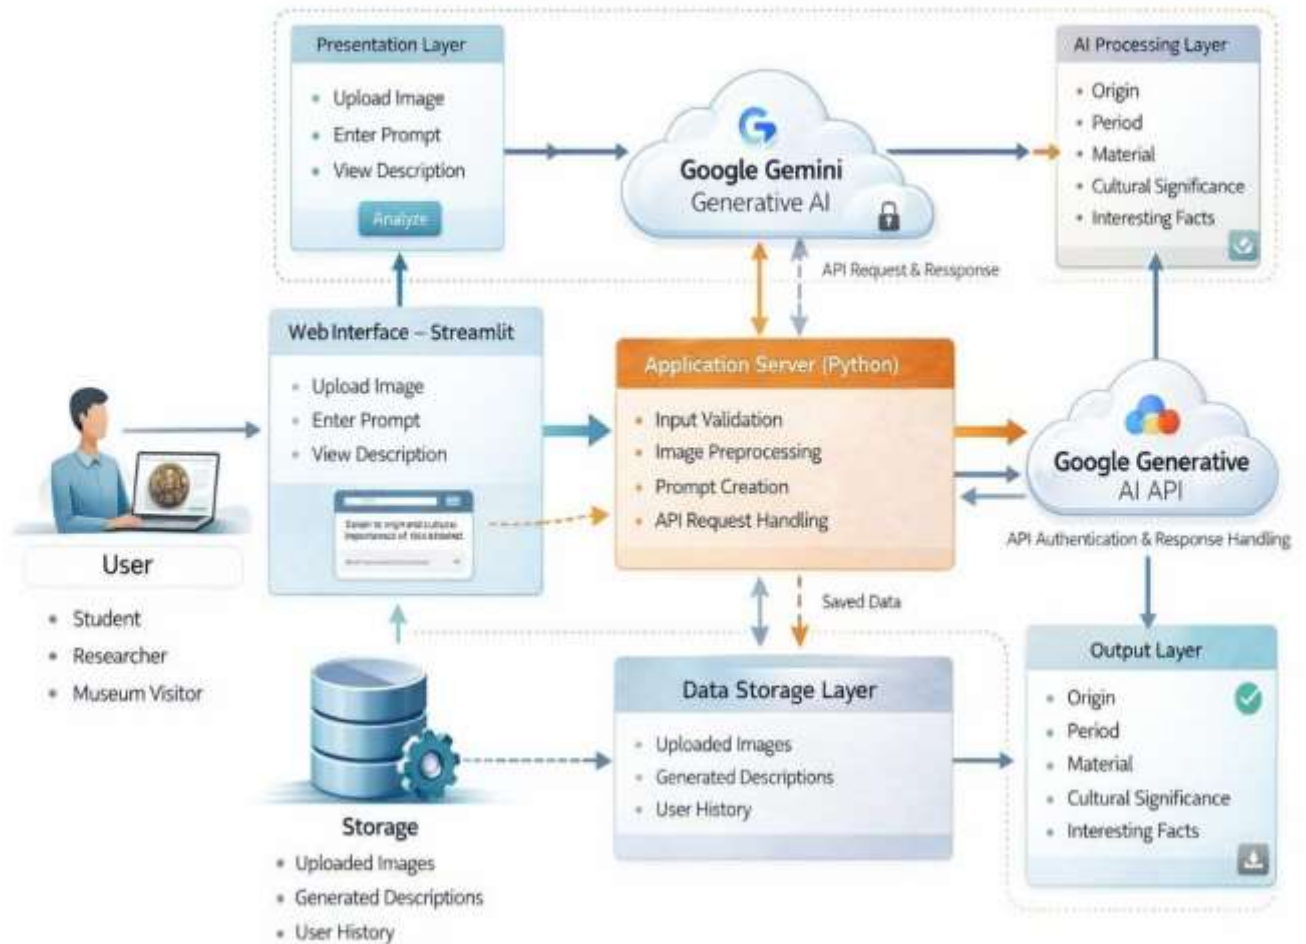 Presentation Layer
Upload Image
Enter Prompt
View Description
Analyze
Google Gemini
Generative AI
API Request & Ressponse
AI Processing Layer
Origin
Period
Material
Cultural Significance
Interesting Facts
Web Interface – Streamlit
Upload Image
Enter Prompt
View Description
Application Server (Python)
Input Validation
Image Preprocessing
Prompt Creation
API Request Handling
Google Generative
AI API
API Authentication & Response Handling
User
Student
Researcher
Museum Visitor
Saved Data
Storage
Uploaded Images
Generated Descriptions
User History
Data Storage Layer
Uploaded Images
Generated Descriptions
User History
Output Layer
Origin
Period
Material
Cultural Significance
Interesting Facts